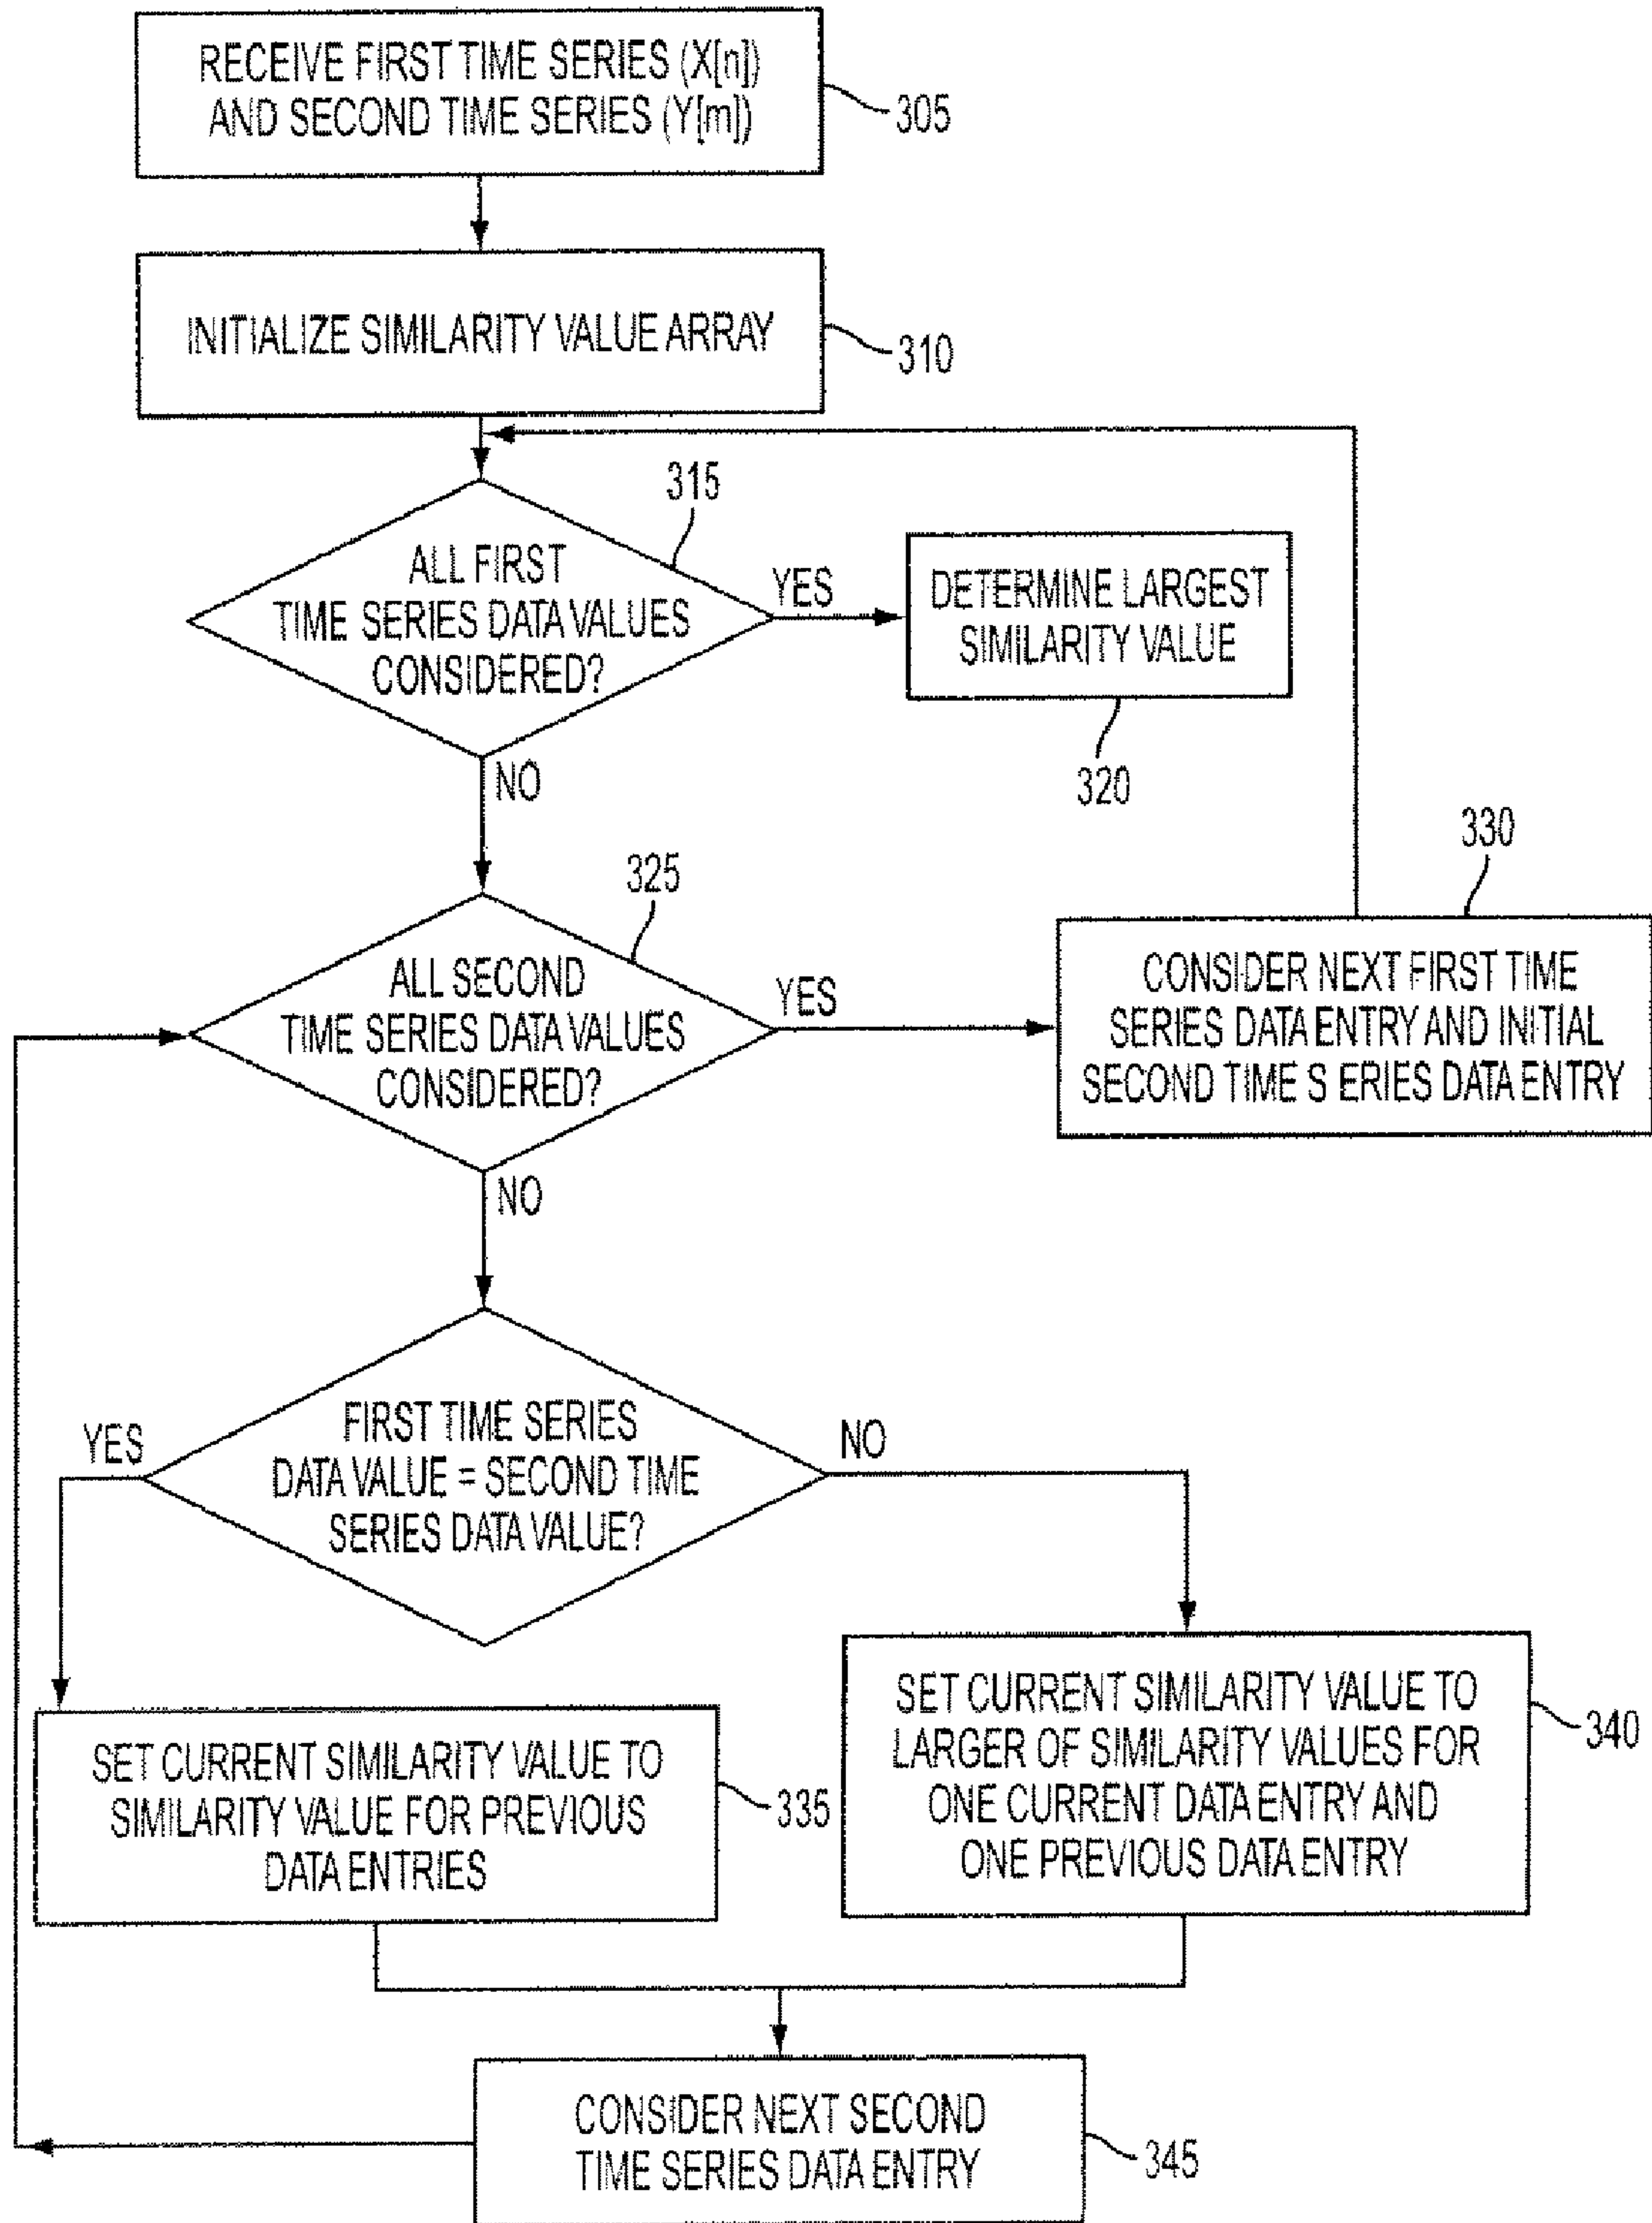 RECEIVE FIRST TIME SERIES (X[n])
AND SECOND TIME SERIES (Y[m])
305
INITIALIZE SIMILARITY VALUE ARRAY
310
315
ALL FIRST
TIME SERIES DATA VALUES
CONSIDERED?
YES
DETERMINE LARGEST
SIMILARITY VALUE
320
NO
330
325
ALL SECOND
TIME SERIES DATA VALUES
CONSIDERED?
YES
CONSIDER NEXT FIRST TIME
SERIES DATA ENTRY AND INITIAL
SECOND TIME S ERIES DATA ENTRY
NO
FIRST TIME SERIES
DATA VALUE = SECOND TIME
SERIES DATA VALUE?
YES
NO
SET CURRENT SIMILARITY VALUE TO
SIMILARITY VALUE FOR PREVIOUS
DATA ENTRIES
335
SET CURRENT SIMILARITY VALUE TO
LARGER OF SIMILARITY VALUES FOR
ONE CURRENT DATA ENTRY AND
ONE PREVIOUS DATA ENTRY
340
CONSIDER NEXT SECOND
TIME SERIES DATA ENTRY
345